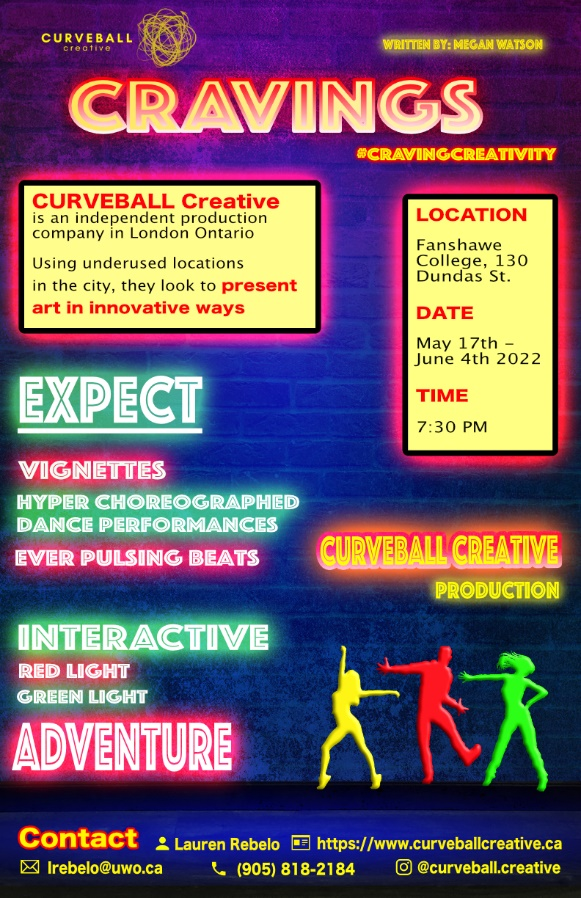 CURVEBALL
creative
WRITTEN BY: MEGAN WATSON
CRAVINGS
#CRAVINGCREATIVITY
CURVEBALL Creative
is an independent production
company in London Ontario
Using underused locations
in the city, they look to present
art in innovative ways
LOCATION
Fanshawe
College, 130
Dundas St.
DATE
May 17th –
June 4th 2022
TIME
7:30 PM
EXPECT
VIGNETTES
HYPER CHOREOGRAPHED
DANCE PERFORMANCES
EVER PULSING BEATS
CURVEBALL CREATIVE
PRODUCTION
INTERACTIVE
RED LIGHT
GREEN LIGHT
ADVENTURE
Contact
Lauren Rebelo
https://www.curveballcreative.ca
lrebelo@uwo.ca
(905) 818-2184
@curveball.creative